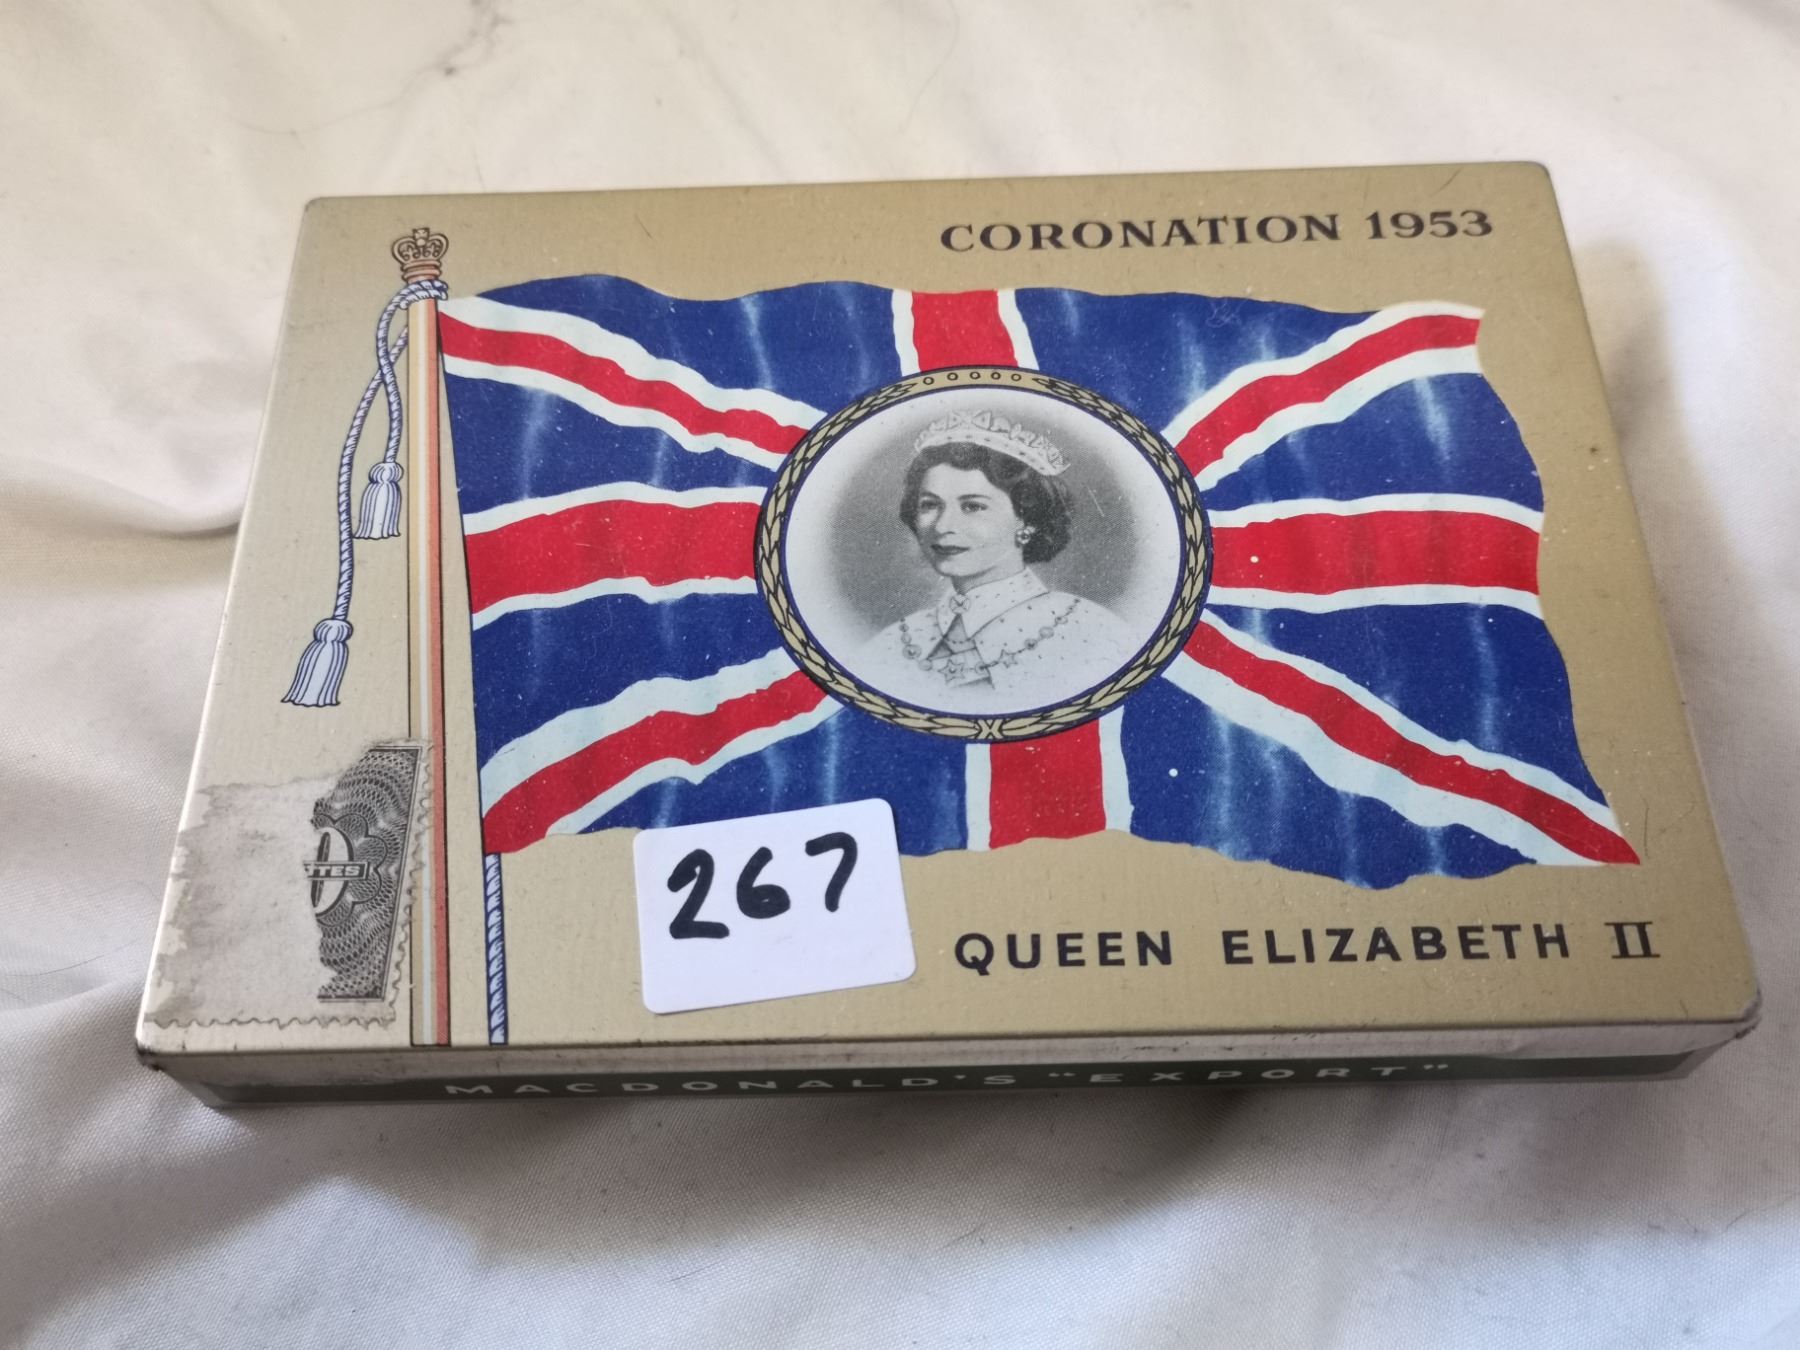 CORONATION 1953
267
QUEEN ELIZABETH II
MACDONALD'S "EXPORT"